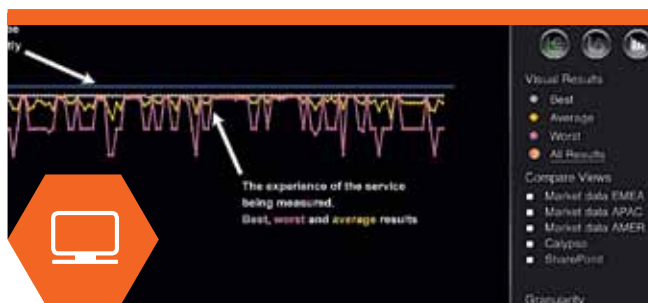 The experience of the service
being measured.
Best, worst and average results
Visual Results
Best
Average
Worst
All Results
Compare Views
Market data EMEA
Market data APAC
Market data AMER
Calypso
SharePoint
Granularity